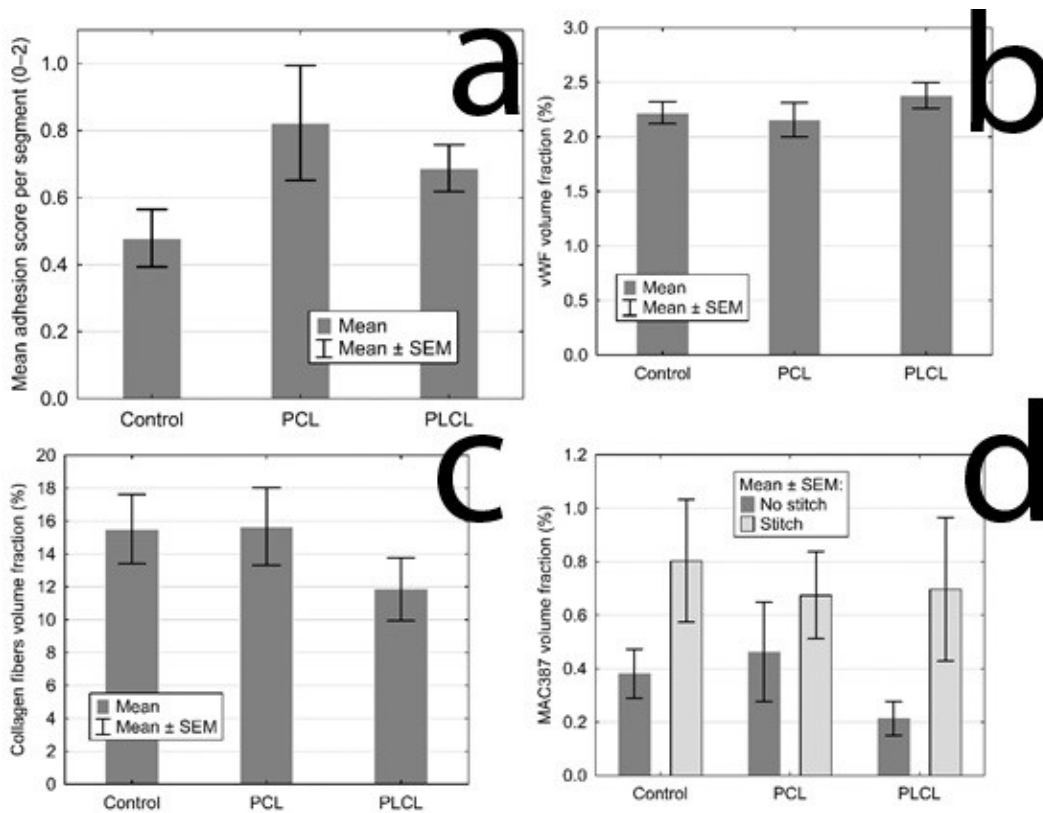 a
Mean adhesion score per segment (0–2)
1.0
0.8
0.6
0.4
0.2
0.0
Mean
Mean ± SEM
Control PCL PLCL
b
vWF volume fraction (%)
3.0
2.5
2.0
1.5
1.0
5.0
0.0
Mean
Mean ± SEM
Control PCL PLCL
c
Collagen fibers volume fraction (%)
20
18
16
14
12
10
8
6
4
2
0
Mean
Mean ± SEM
Control PCL PLCL
d
MAC387 volume fraction (%)
1.2
1.0
0.8
0.6
0.4
0.2
0.0
Mean ± SEM:
No stitch
Stitch
Control PCL PLCL